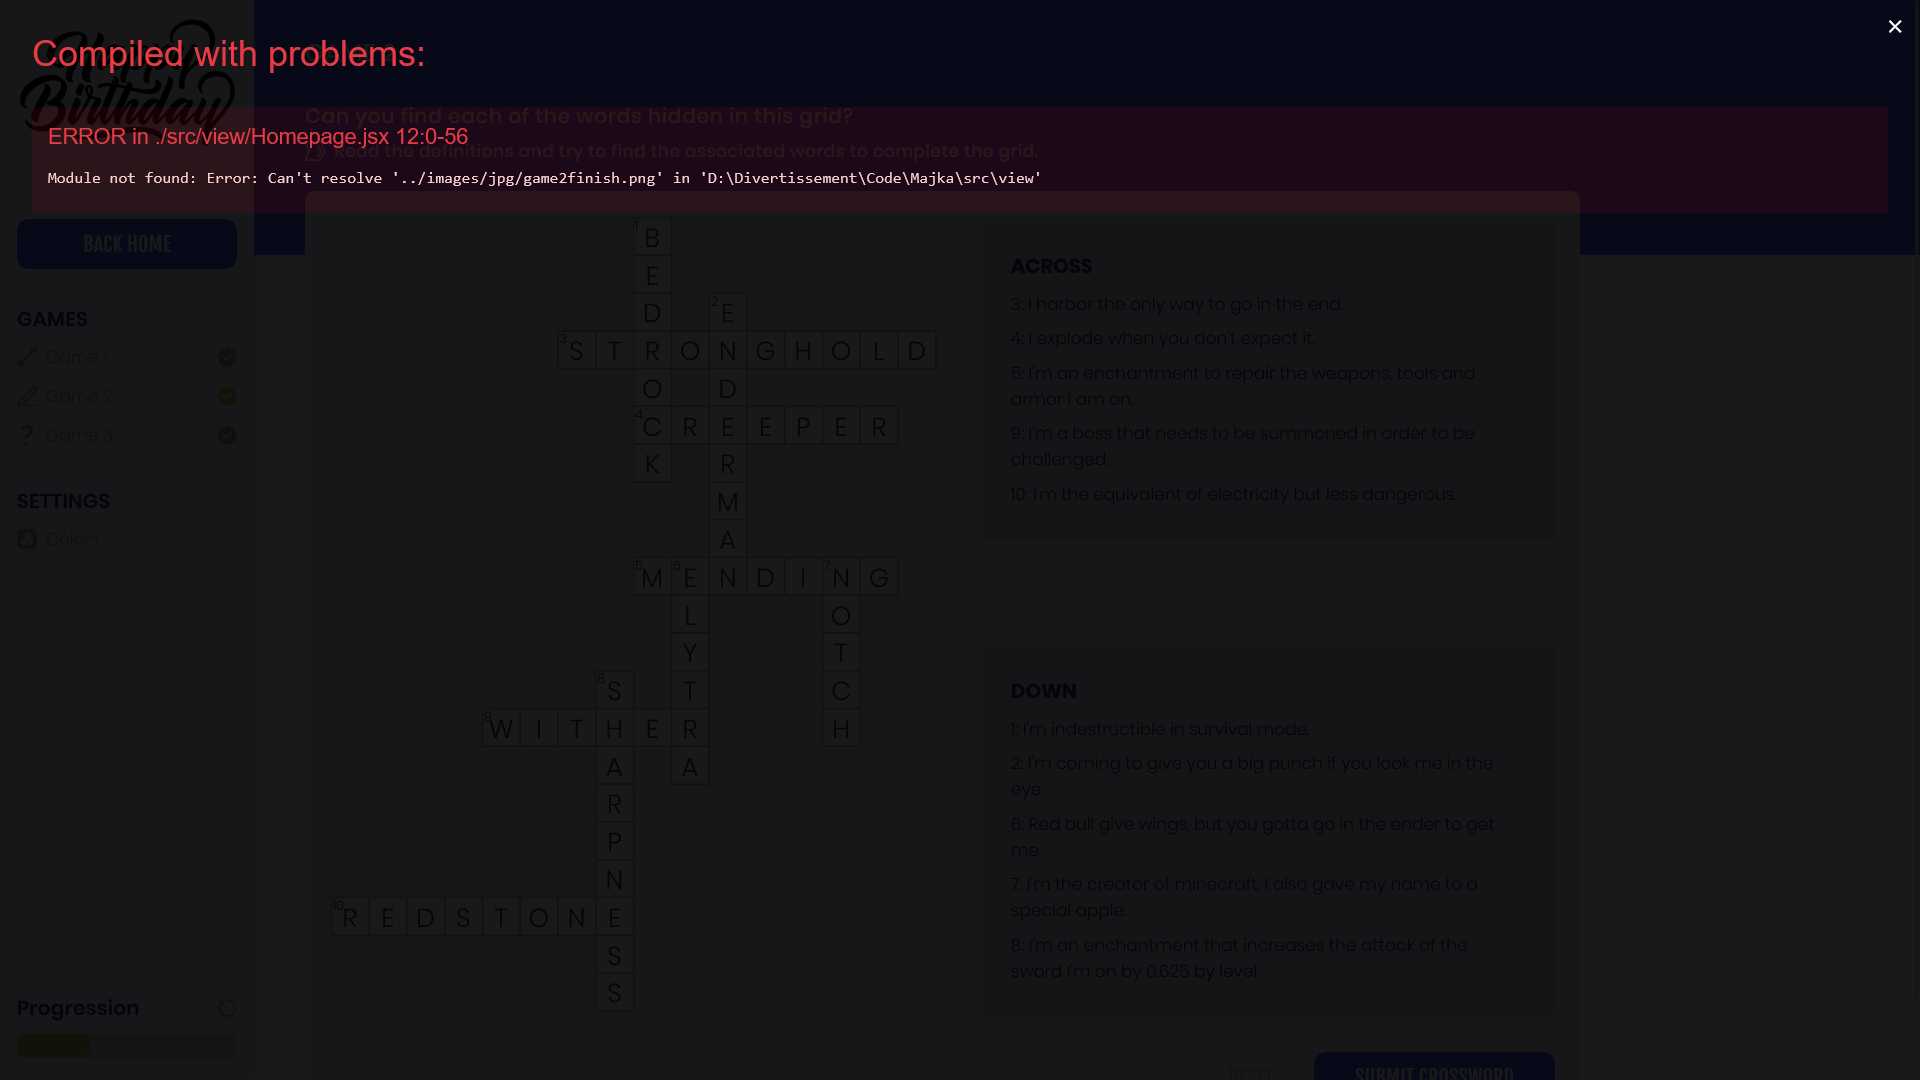 Compiled with problems:
ERROR in ./src/view/Homepage.jsx 12:0-56
Module not found: Error: Can't resolve '../images/jpg/game2finish.png' in 'D:\Divertissement\Code\Majka\src\view'
Happy
Birthday
Can you find each of the words hidden in this grid?
Read the definitions and try to find the associated words to complete the grid.
BACK HOME
GAMES
Game 1
Game 2
Game 3
SETTINGS
Colors
Progression
1 B
E
D 2 E
3 S T R O N G H O L D
O D
4 C R E E P E R
K R
M
A
5 M 6 E N D I 7 N G
L O
Y T
8 S T C
9 W I T H E R H
A A
R
P
N
10 R E D S T O N E
S
S
ACROSS
3: I harbor the only way to go in the end.
4: I explode when you don't expect it.
5: I'm an enchantment to repair the weapons, tools and
armor I am on.
9: I'm a boss that needs to be summoned in order to be
challenged.
10: I'm the equivalent of electricity but less dangerous.
DOWN
1: I'm indestructible in survival mode.
2: I'm coming to give you a big punch if you look me in the
eye.
6: Red bull give wings, but you gotta go in the ender to get
me.
7: I'm the creator of minecraft, I also gave my name to a
special apple.
8: I'm an enchantment that increases the attack of the
sword I'm on by 0.625 by level.
RESET
SUBMIT CROSSWORD